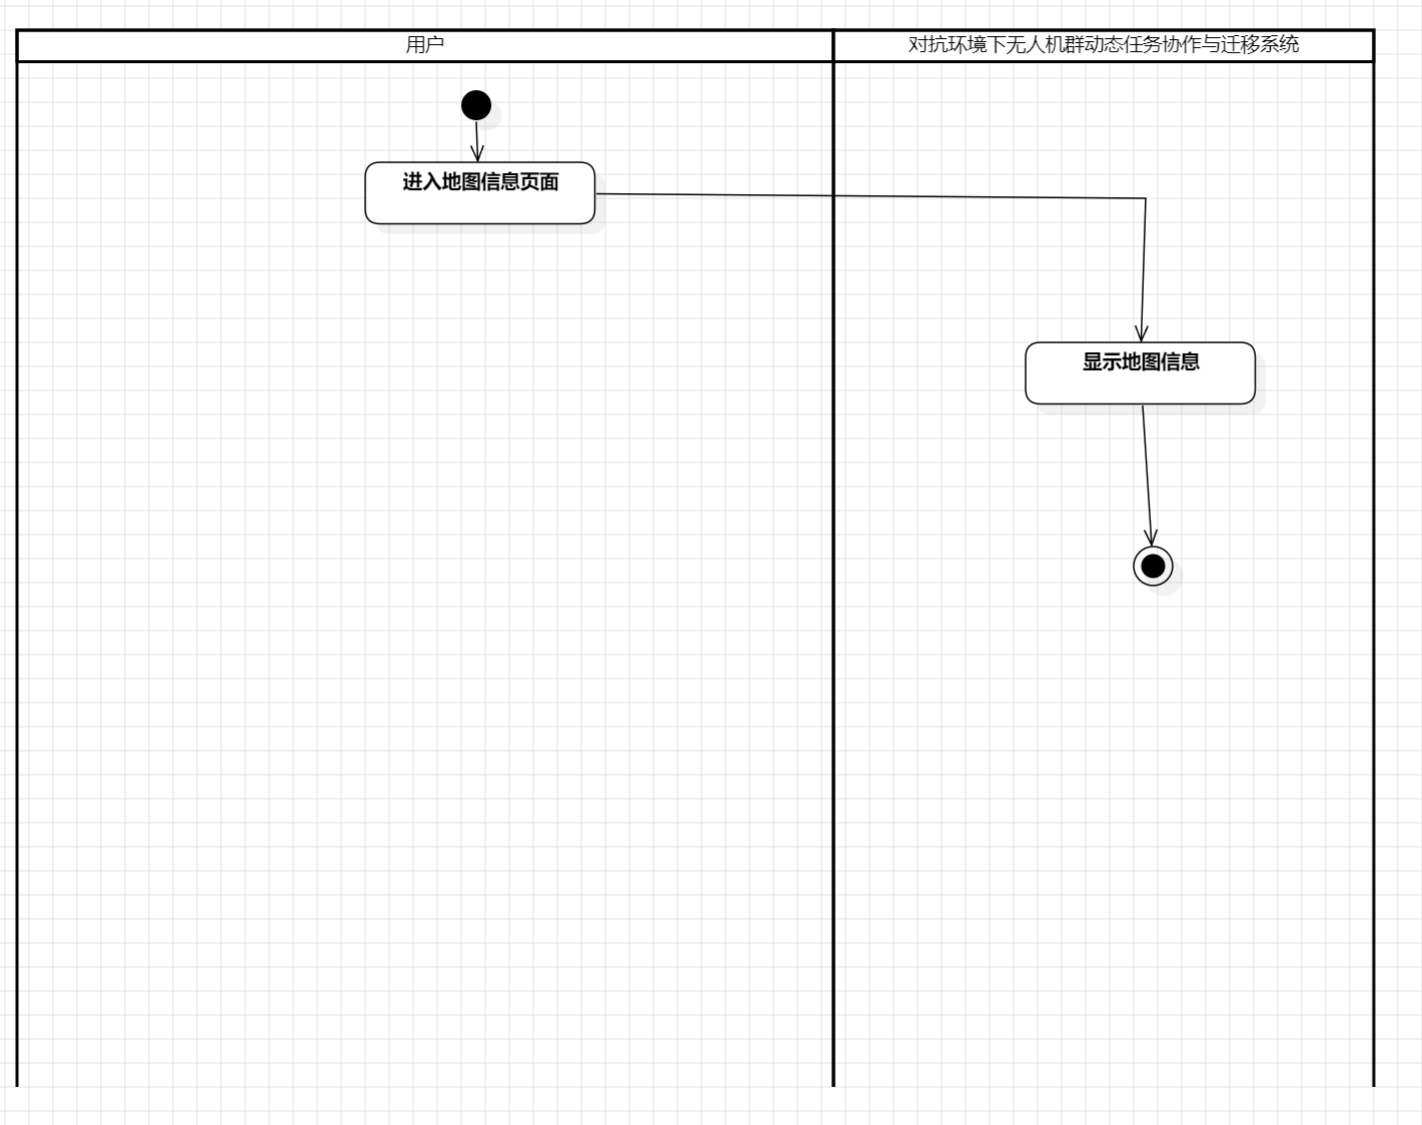 用户
对抗环境下无人机群动态任务协作与迁移系统
进入地图信息页面
显示地图信息